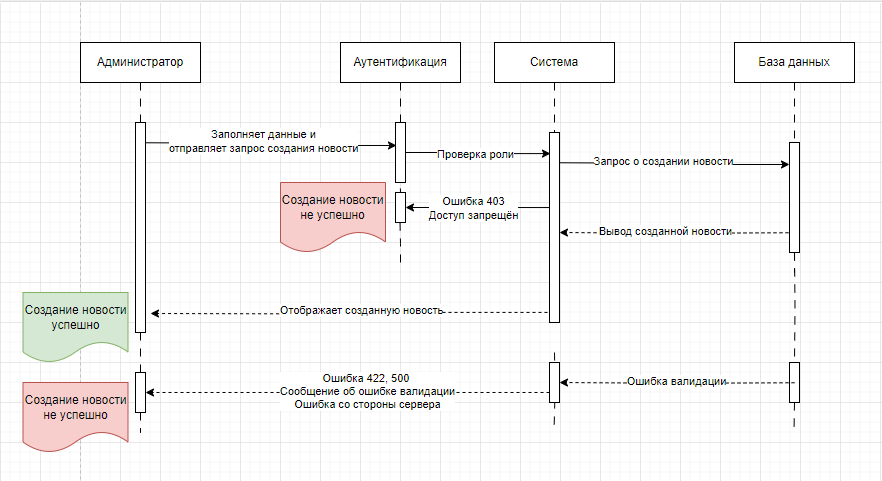 Администратор
Аутентификация
Система
База данных
Заполняет данные и
отправляет запрос создания новости
Проверка роли
Запрос о создании новости
Создание новости
не успешно
Ошибка 403
Доступ запрещён
Вывод созданной новости
Создание новости
успешно
Отображает созданную новость
Ошибка 422, 500
Сообщение об ошибке валидации
Ошибка со стороны сервера
Ошибка валидации
Создание новости
не успешно